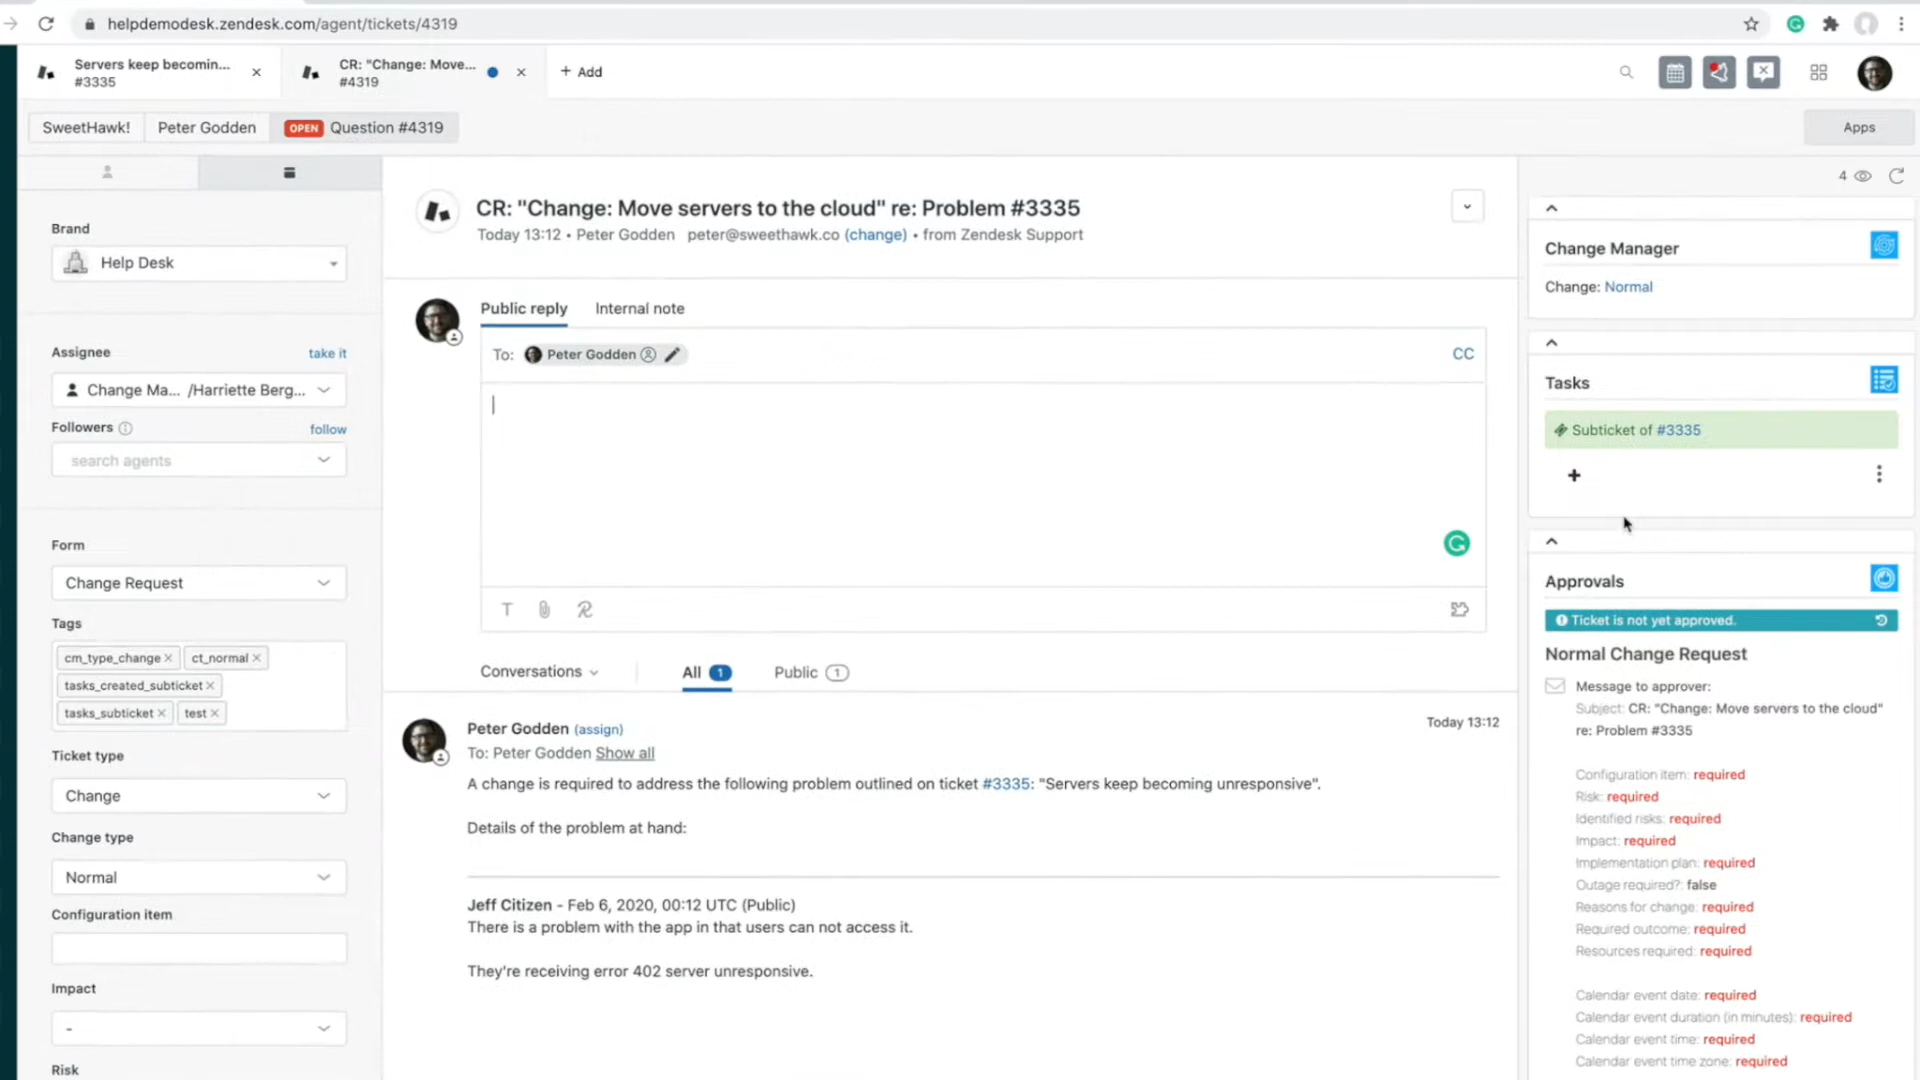 helpdemodesk.zendesk.com/agent/tickets/4319
Servers keep becomin...
#3335
CR: "Change: Move...
#4319
+ Add
SweetHawk!
Peter Godden
OPEN Question #4319
Apps
Brand
Help Desk
Assignee
take it
Change Ma... /Harriette Berg...
Followers
follow
search agents
Form
Change Request
Tags
cm_type_change
ct_normal
tasks_created_subticket
tasks_subticket
test
Ticket type
Change
Change type
Normal
Configuration item
Impact
-
Risk
CR: "Change: Move servers to the cloud" re: Problem #3335
Today 13:12 • Peter Godden peter@sweethawk.co (change) • from Zendesk Support
Public reply
Internal note
To: Peter Godden
CC
Conversations
All 1
Public 1
Peter Godden (assign)
Today 13:12
To: Peter Godden Show all
A change is required to address the following problem outlined on ticket #3335: "Servers keep becoming unresponsive".
Details of the problem at hand:
Jeff Citizen - Feb 6, 2020, 00:12 UTC (Public)
There is a problem with the app in that users can not access it.
They're receiving error 402 server unresponsive.
4
Change Manager
Change: Normal
Tasks
Subticket of #3335
+
Approvals
Ticket is not yet approved.
Normal Change Request
Message to approver:
Subject: CR: "Change: Move servers to the cloud"
re: Problem #3335
Configuration item: required
Risk: required
Identified risks: required
Impact: required
Implementation plan: required
Outage required?: false
Reasons for change: required
Required outcome: required
Resources required: required
Calendar event date: required
Calendar event duration (in minutes): required
Calendar event time: required
Calendar event time zone: required